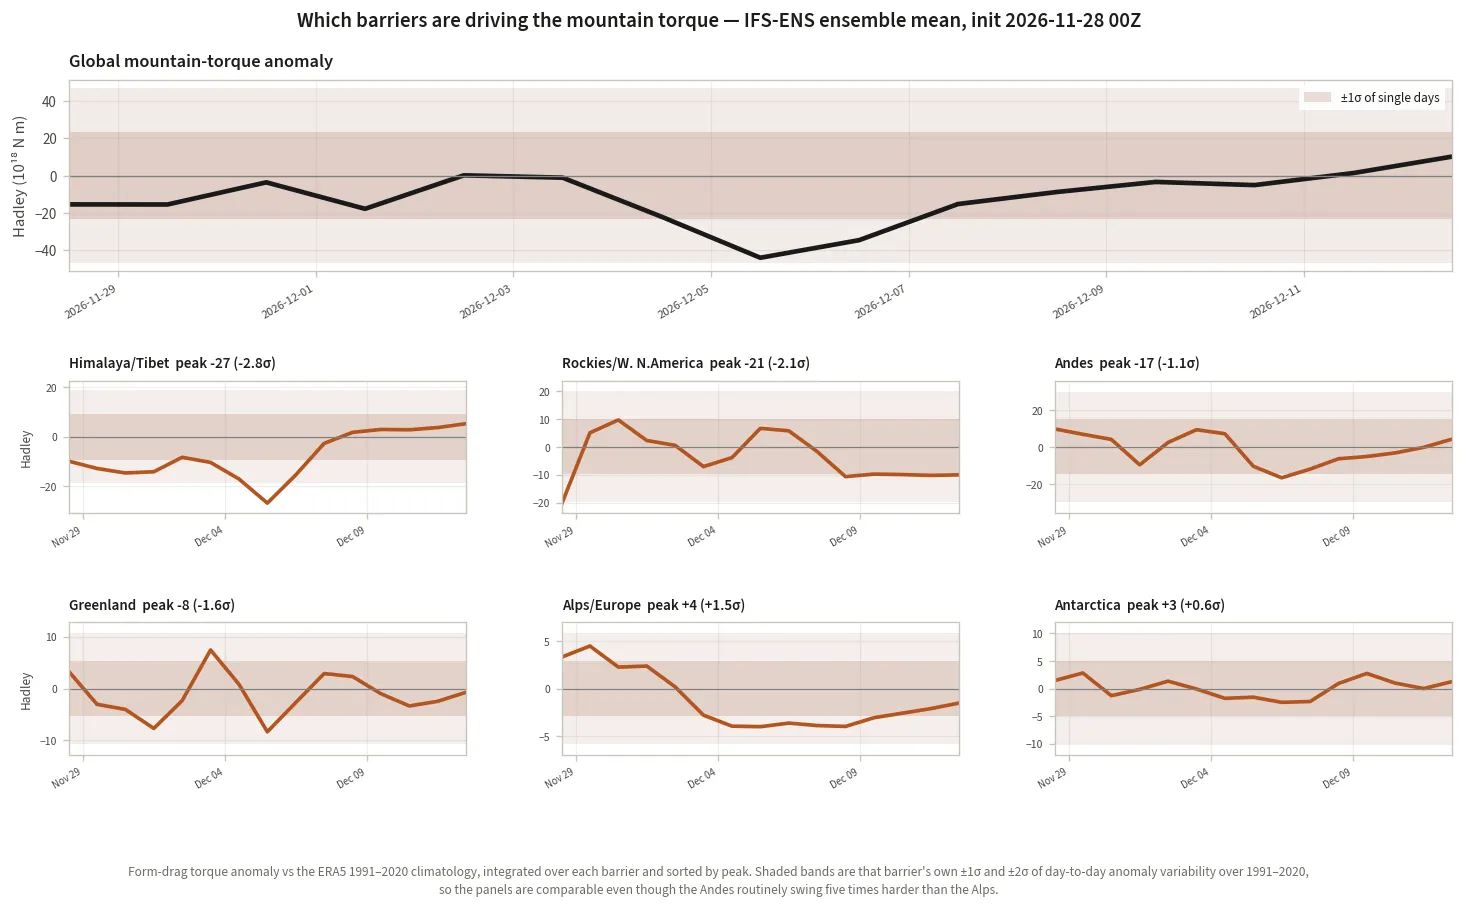 Which barriers are driving the mountain torque — IFS-ENS ensemble mean, init 2026-11-28 00Z
Global mountain-torque anomaly
Hadley (10¹⁸ N m)
40
20
0
−20
−40
±1σ of single days
2026-11-29
2026-12-01
2026-12-03
2026-12-05
2026-12-07
2026-12-09
2026-12-11
Himalaya/Tibet peak -27 (-2.8σ)
Hadley
20
0
−20
Nov 29
Dec 04
Dec 09
Rockies/W. N.America peak -21 (-2.1σ)
20
10
0
−10
−20
Nov 29
Dec 04
Dec 09
Andes peak -17 (-1.1σ)
20
0
−20
Nov 29
Dec 04
Dec 09
Greenland peak -8 (-1.6σ)
Hadley
10
0
−10
Nov 29
Dec 04
Dec 09
Alps/Europe peak +4 (+1.5σ)
5
0
−5
Nov 29
Dec 04
Dec 09
Antarctica peak +3 (+0.6σ)
10
5
0
−5
−10
Nov 29
Dec 04
Dec 09
Form-drag torque anomaly vs the ERA5 1991–2020 climatology, integrated over each barrier and sorted by peak. Shaded bands are that barrier's own ±1σ and ±2σ of day-to-day anomaly variability over 1991–2020,
so the panels are comparable even though the Andes routinely swing five times harder than the Alps.